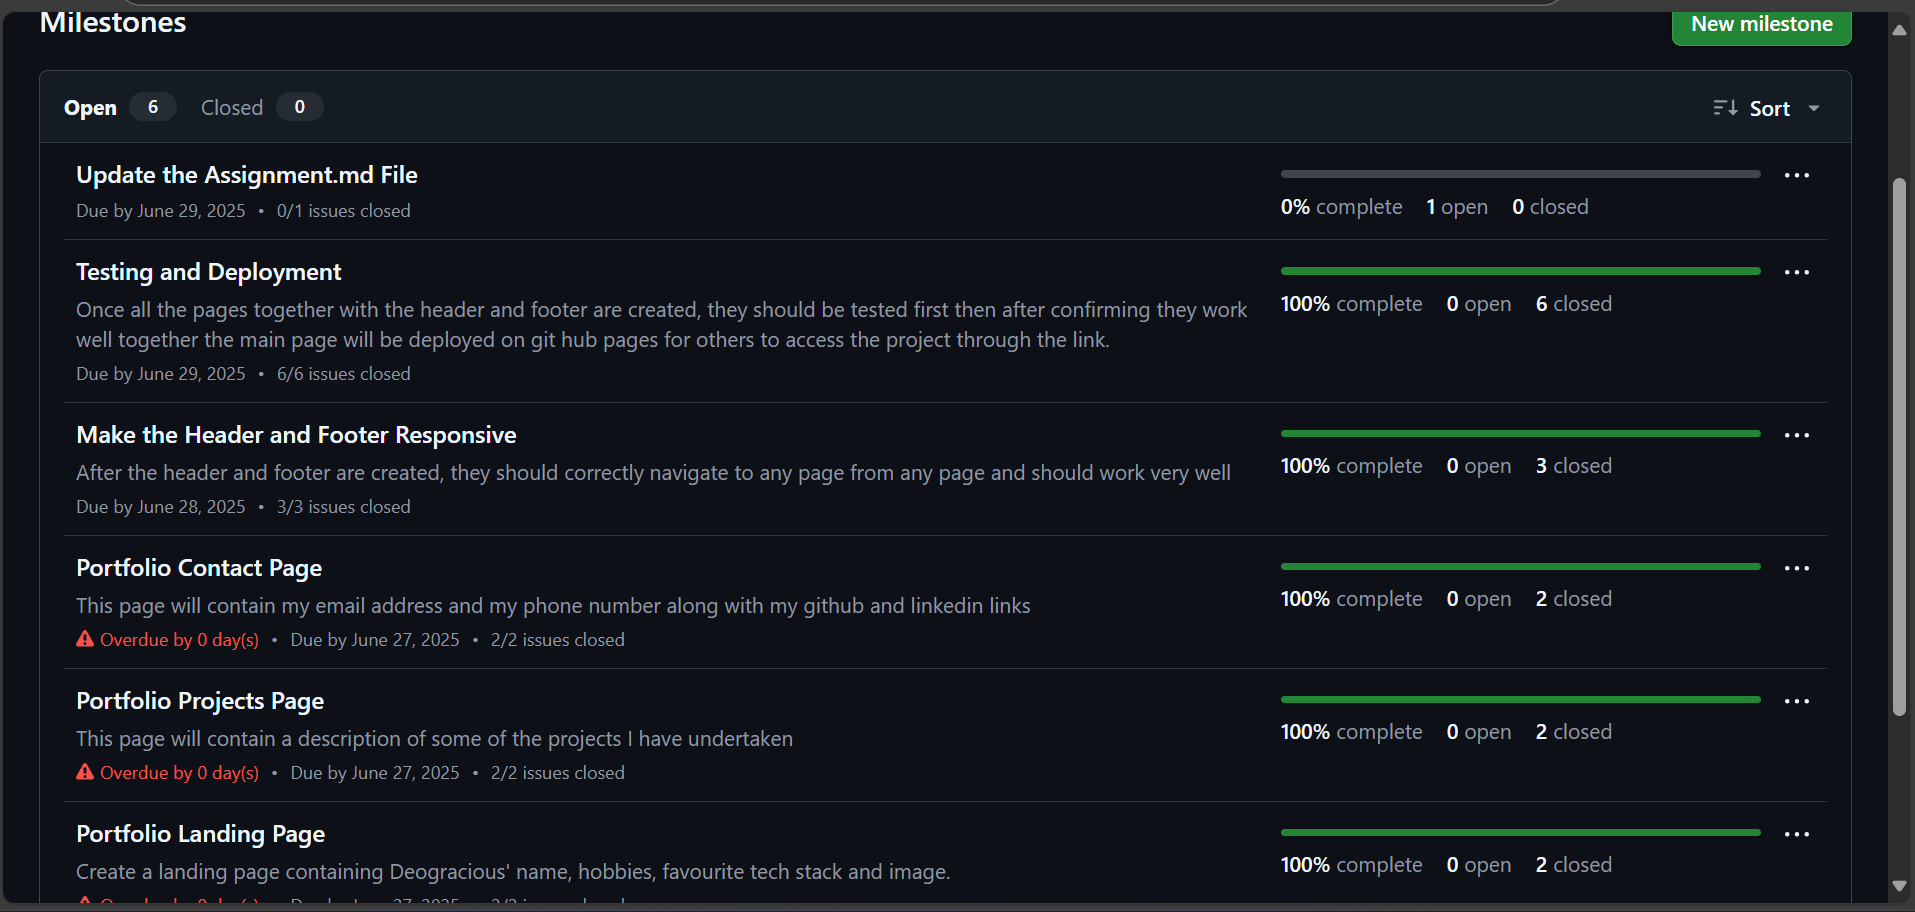 Milestones
New milestone
Open 6 Closed 0
Sort
Update the Assignment.md File
Due by June 29, 2025 • 0/1 issues closed
0% complete 1 open 0 closed
Testing and Deployment
Once all the pages together with the header and footer are created, they should be tested first then after confirming they work
well together the main page will be deployed on git hub pages for others to access the project through the link.
Due by June 29, 2025 • 6/6 issues closed
100% complete 0 open 6 closed
Make the Header and Footer Responsive
After the header and footer are created, they should correctly navigate to any page from any page and should work very well
Due by June 28, 2025 • 3/3 issues closed
100% complete 0 open 3 closed
Portfolio Contact Page
This page will contain my email address and my phone number along with my github and linkedin links
Overdue by 0 day(s) • Due by June 27, 2025 • 2/2 issues closed
100% complete 0 open 2 closed
Portfolio Projects Page
This page will contain a description of some of the projects I have undertaken
Overdue by 0 day(s) • Due by June 27, 2025 • 2/2 issues closed
100% complete 0 open 2 closed
Portfolio Landing Page
Create a landing page containing Deogracious' name, hobbies, favourite tech stack and image.
100% complete 0 open 2 closed